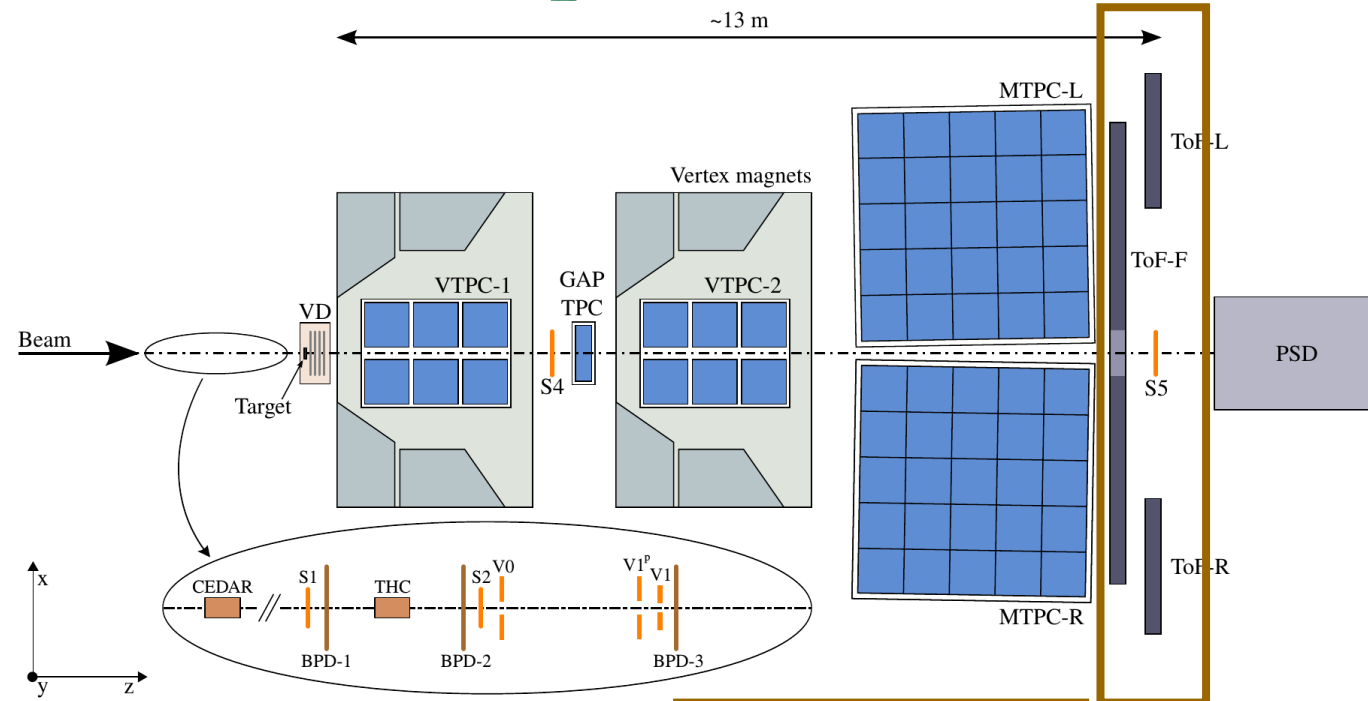 ~13 m
MTPC-L
ToF-L
Vertex magnets
ToF-F
VTPC-1
GAP
TPC
VTPC-2
VD
Beam
PSD
S4
S5
Target
ToF-R
MTPC-R
x
y
z
CEDAR
S1
THC
S2
V0
V1ᴾ
V1
BPD-1
BPD-2
BPD-3